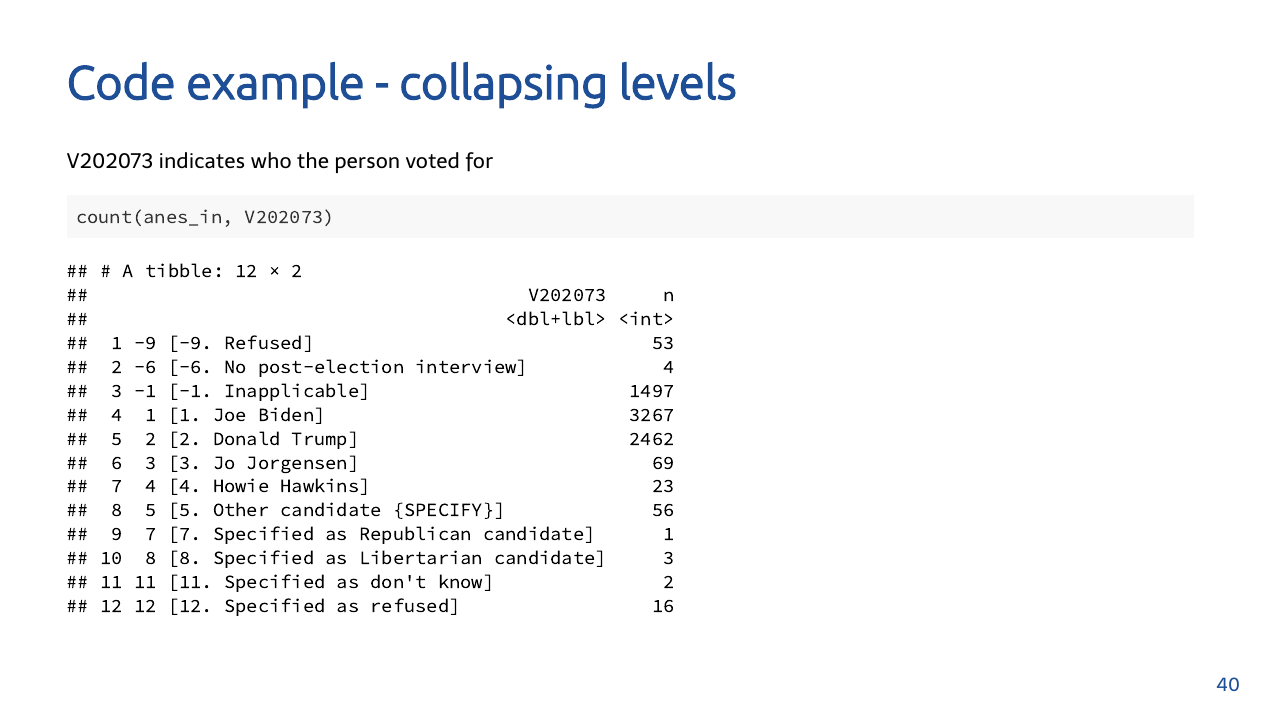 Code example - collapsing levels
V202073 indicates who the person voted for
count(anes_in, V202073)
## # A tibble: 12 × 2
##                                       V202073     n
##                                     <dbl+lbl> <int>
##  1 -9 [-9. Refused]                              53
##  2 -6 [-6. No post-election interview]            4
##  3 -1 [-1. Inapplicable]                       1497
##  4  1 [1. Joe Biden]                           3267
##  5  2 [2. Donald Trump]                        2462
##  6  3 [3. Jo Jorgensen]                          69
##  7  4 [4. Howie Hawkins]                         23
##  8  5 [5. Other candidate {SPECIFY}]             56
##  9  7 [7. Specified as Republican candidate]      1
## 10  8 [8. Specified as Libertarian candidate]     3
## 11 11 [11. Specified as don't know]               2
## 12 12 [12. Specified as refused]                 16
40